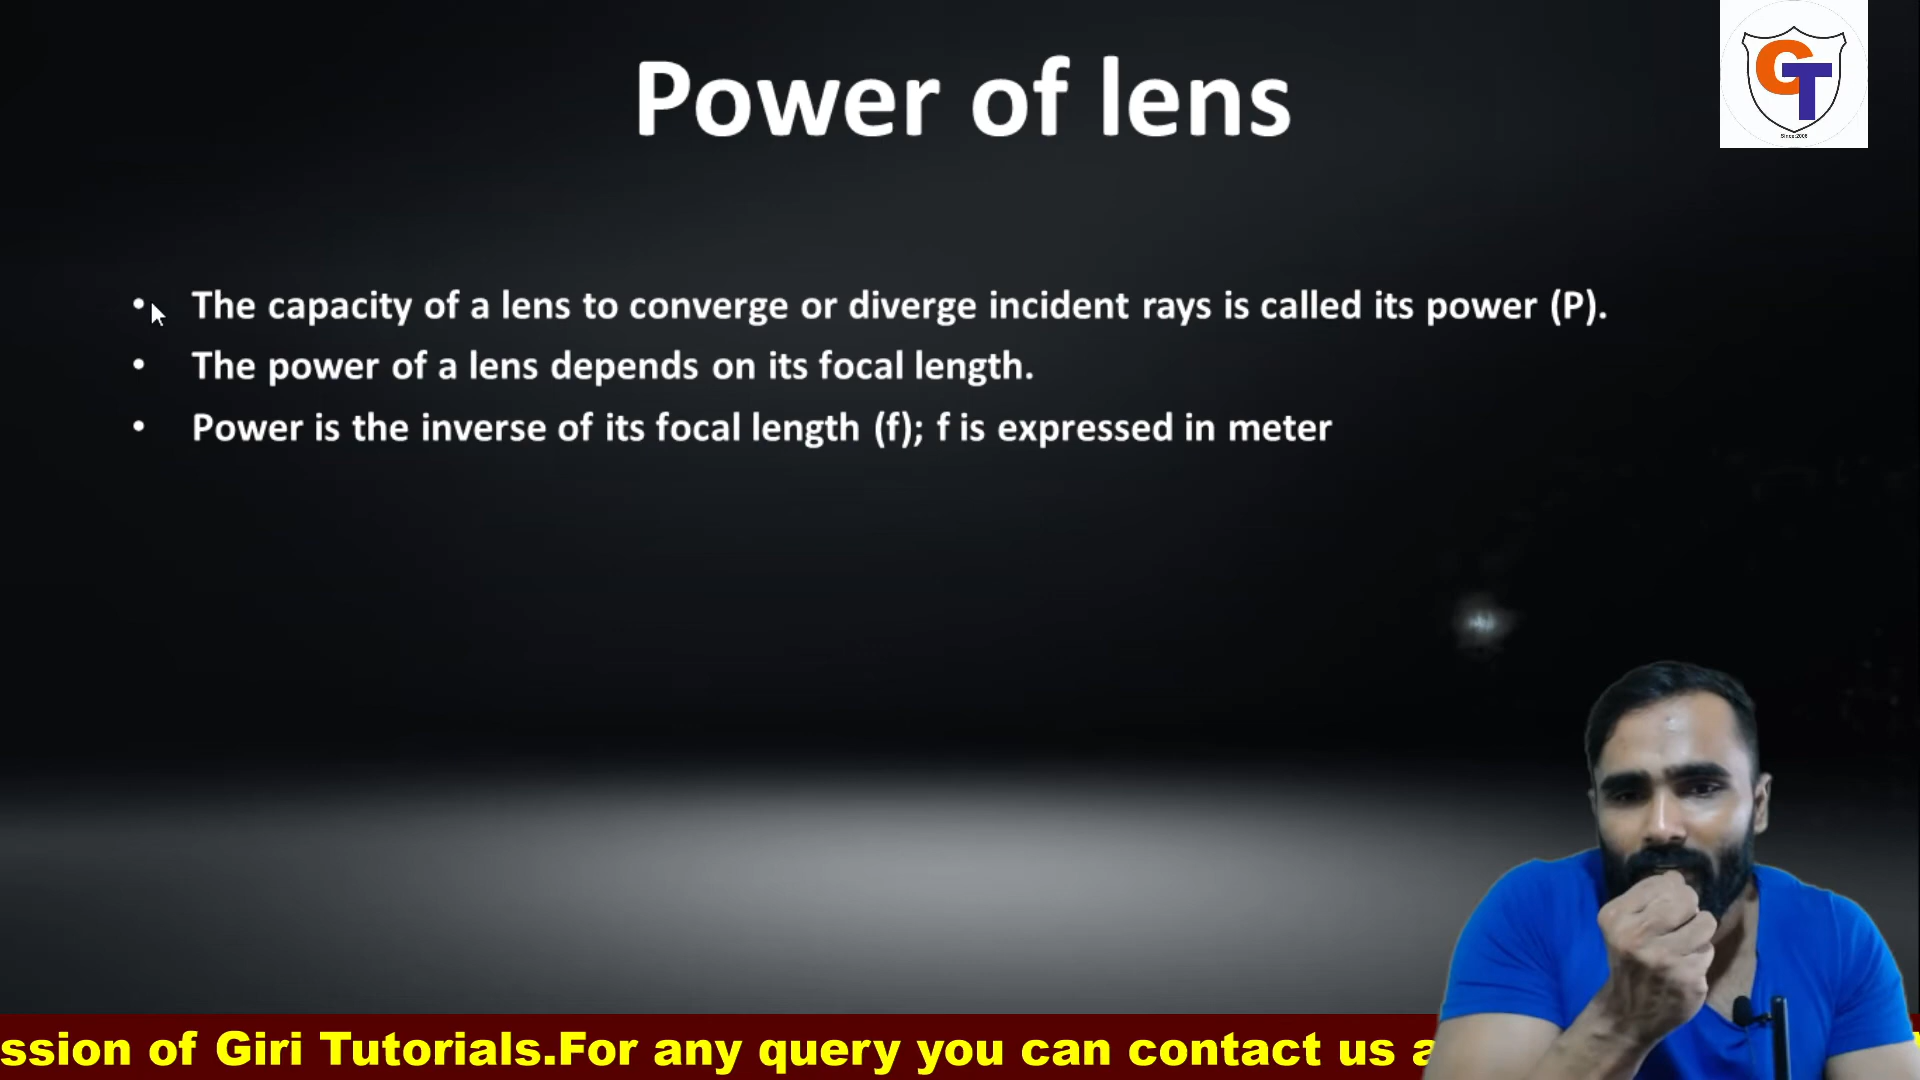 GT
Since:2006
Power of lens
• The capacity of a lens to converge or diverge incident rays is called its power (P).
• The power of a lens depends on its focal length.
• Power is the inverse of its focal length (f); f is expressed in meter
ssion of Giri Tutorials.For any query you can contact us a